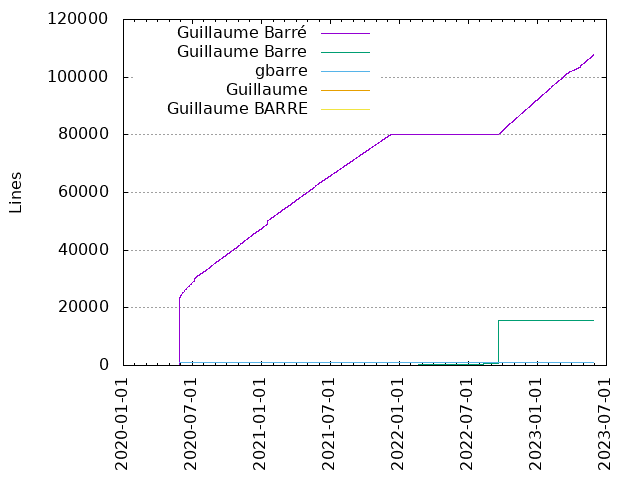 120000
100000
80000
60000
40000
20000
0
Lines
Guillaume Barré
Guillaume Barre
gbarre
Guillaume
Guillaume BARRE
2020-01-01
2020-07-01
2021-01-01
2021-07-01
2022-01-01
2022-07-01
2023-01-01
2023-07-01